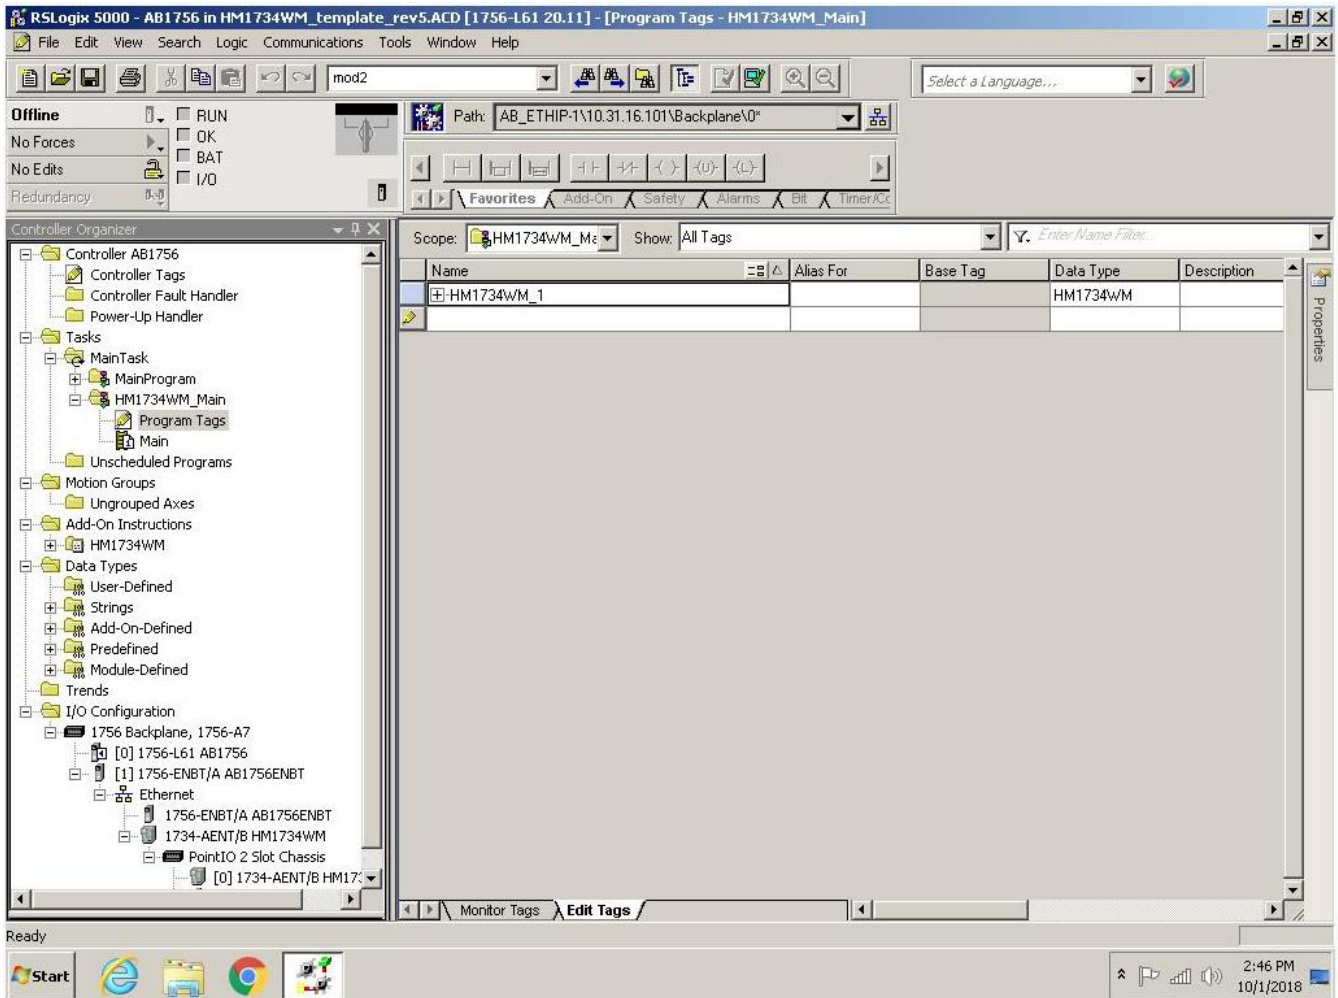 RSLogix 5000 - AB1756 in HM1734WM_template_rev5.ACD [1756-L61 20.11] - [Program Tags - HM1734WM_Main]
File Edit View Search Logic Communications Tools Window Help
mod2
Select a Language...
Offline
RUN
No Forces
OK
No Edits
BAT
Redundancy
I/O
Path: AB_ETHIP-1\10.31.16.101\Backplane\0*
Favorites Add-On Safety Alarms Bit Timer/Cc
Controller Organizer
Controller AB1756
Controller Tags
Controller Fault Handler
Power-Up Handler
Tasks
MainTask
MainProgram
HM1734WM_Main
Program Tags
Main
Unscheduled Programs
Motion Groups
Ungrouped Axes
Add-On Instructions
HM1734WM
Data Types
User-Defined
Strings
Add-On-Defined
Predefined
Module-Defined
Trends
I/O Configuration
1756 Backplane, 1756-A7
[0] 1756-L61 AB1756
[1] 1756-ENBT/A AB1756ENBT
Ethernet
1756-ENBT/A AB1756ENBT
1734-AENT/B HM1734WM
PointIO 2 Slot Chassis
[0] 1734-AENT/B HM173
Scope: HM1734WM_Ma Show: All Tags Enter Name Filter...
Name Alias For Base Tag Data Type Description
HM1734WM_1 HM1734WM
Properties
Monitor Tags Edit Tags
Ready
Start
2:46 PM
10/1/2018